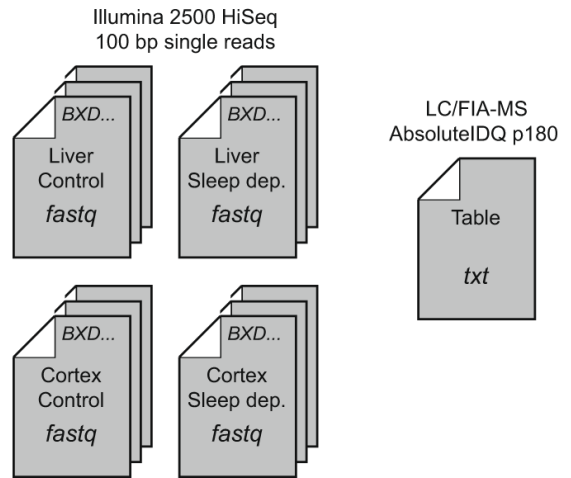 Illumina 2500 HiSeq
100 bp single reads
BXD...
Liver
Control
fastq
BXD...
Liver
Sleep dep.
fastq
LC/FIA-MS
AbsoluteIDQ p180
Table
txt
BXD...
Cortex
Control
fastq
BXD...
Cortex
Sleep dep.
fastq